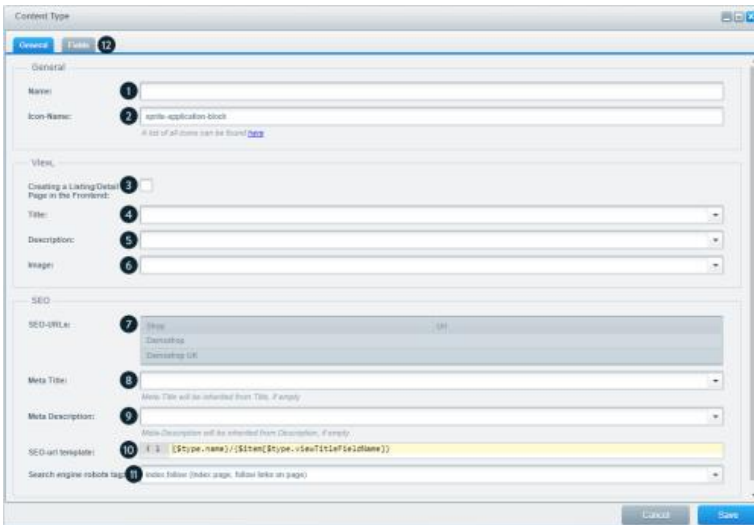 Content Type
General Fields 12
General
Name: 1
Icon-Name: 2 sprite-application-block
A list of all icons can be found here
View,
Creating a Listing/Detail 3
Page in the Frontend:
Title: 4
Description: 5
Image: 6
SEO
SEO-URLs: 7 Shop Url
Demoshop
Demoshop UK
Meta Title: 8
Meta-Title will be inherited from Title, if empty
Meta Description: 9
Meta-Description will be inherited from Description, if empty
SEO-url template: 10 1 {$type.name}/{$item[$type.viewTitleFieldName]}
Search engine robots tag: 11 index follow (index page, follow links on page)
Cancel Save